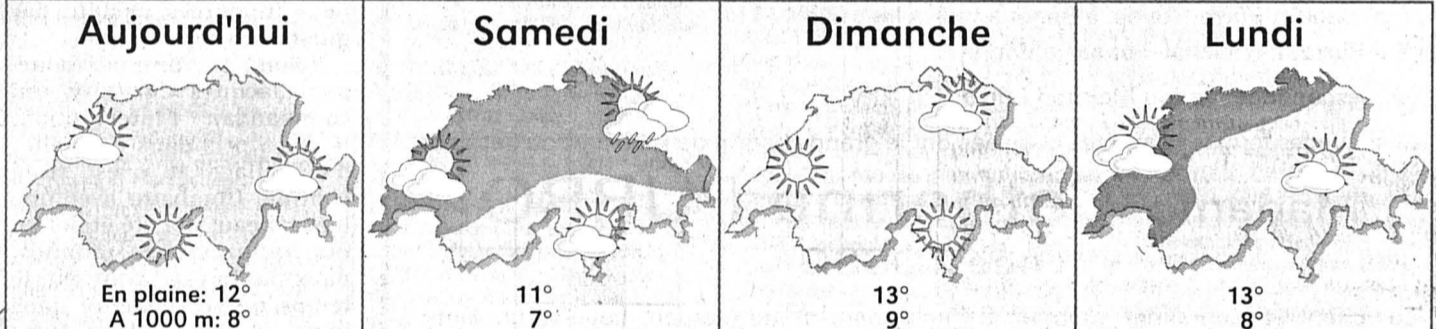 Aujourd'hui
En plaine: 12°
A 1000 m: 8°
Samedi
11°
7°
Dimanche
13°
9°
Lundi
13°
8°